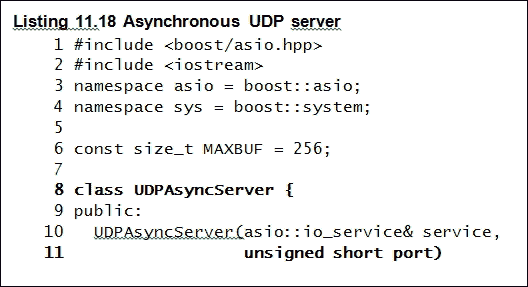 Listing 11.18 Asynchronous UDP server
1 #include <boost/asio.hpp>
2 #include <iostream>
3 namespace asio = boost::asio;
4 namespace sys = boost::system;
5
6 const size_t MAXBUF = 256;
7
8 class UDPAsyncServer {
9 public:
10   UDPAsyncServer(asio::io_service& service,
11                  unsigned short port)